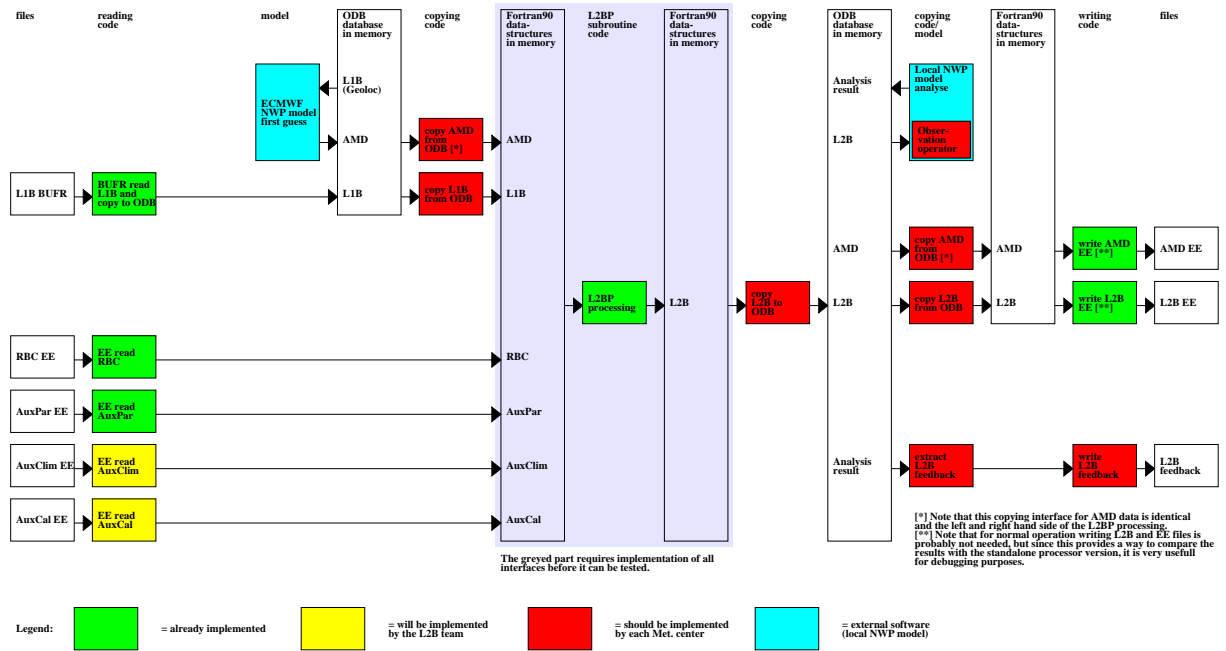 files
reading
code
model
ODB
database
in memory
copying
code
Fortran90
data-
structures
in memory
L2BP
subroutine
code
Fortran90
data-
structures
in memory
copying
code
ODB
database
in memory
copying
code/
model
Fortran90
data-
structures
in memory
writing
code
files
ECMWF
NWP model
first guess
L1B
(Geoloc)
AMD
copy AMD
from
ODB [*]
AMD
Analysis
result
Local NWP
model
analyse
L2B
Obser-
vation
operator
L1B BUFR
BUFR read
L1B and
copy to ODB
L1B
copy L1B
from ODB
L1B
AMD
copy AMD
from
ODB [*]
AMD
write AMD
EE [**]
AMD EE
L2BP
processing
L2B
copy
L2B to
ODB
L2B
copy L2B
from ODB
L2B
write L2B
EE [**]
L2B EE
RBC EE
EE read
RBC
RBC
AuxPar EE
EE read
AuxPar
AuxPar
AuxClim EE
EE read
AuxClim
AuxClim
Analysis
result
extract
L2B
feedback
write
L2B
feedback
L2B
feedback
AuxCal EE
EE read
AuxCal
AuxCal
[*] Note that this copying interface for AMD data is identical
and the left and right hand side of the L2BP processing.
[**] Note that for normal operation writing L2B and EE files is
probably not needed, but since this provides a way to compare the
results with the standalone processor version, it is very usefull
for debugging purposes.
The greyed part requires implementation of all
interfaces before it can be tested.
Legend:
= already implemented
= will be implemented
by the L2B team
= should be implemented
by each Met. center
= external software
(local NWP model)